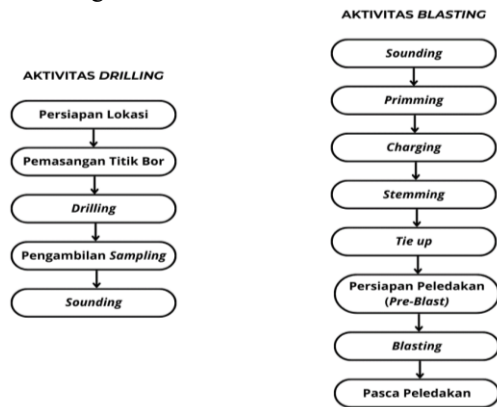 AKTIVITAS DRILLING
Persiapan Lokasi
Pemasangan Titik Bor
Drilling
Pengambilan Sampling
Sounding
AKTIVITAS BLASTING
Sounding
Primming
Charging
Stemming
Tie up
Persiapan Peledakan
(Pre-Blast)
Blasting
Pasca Peledakan